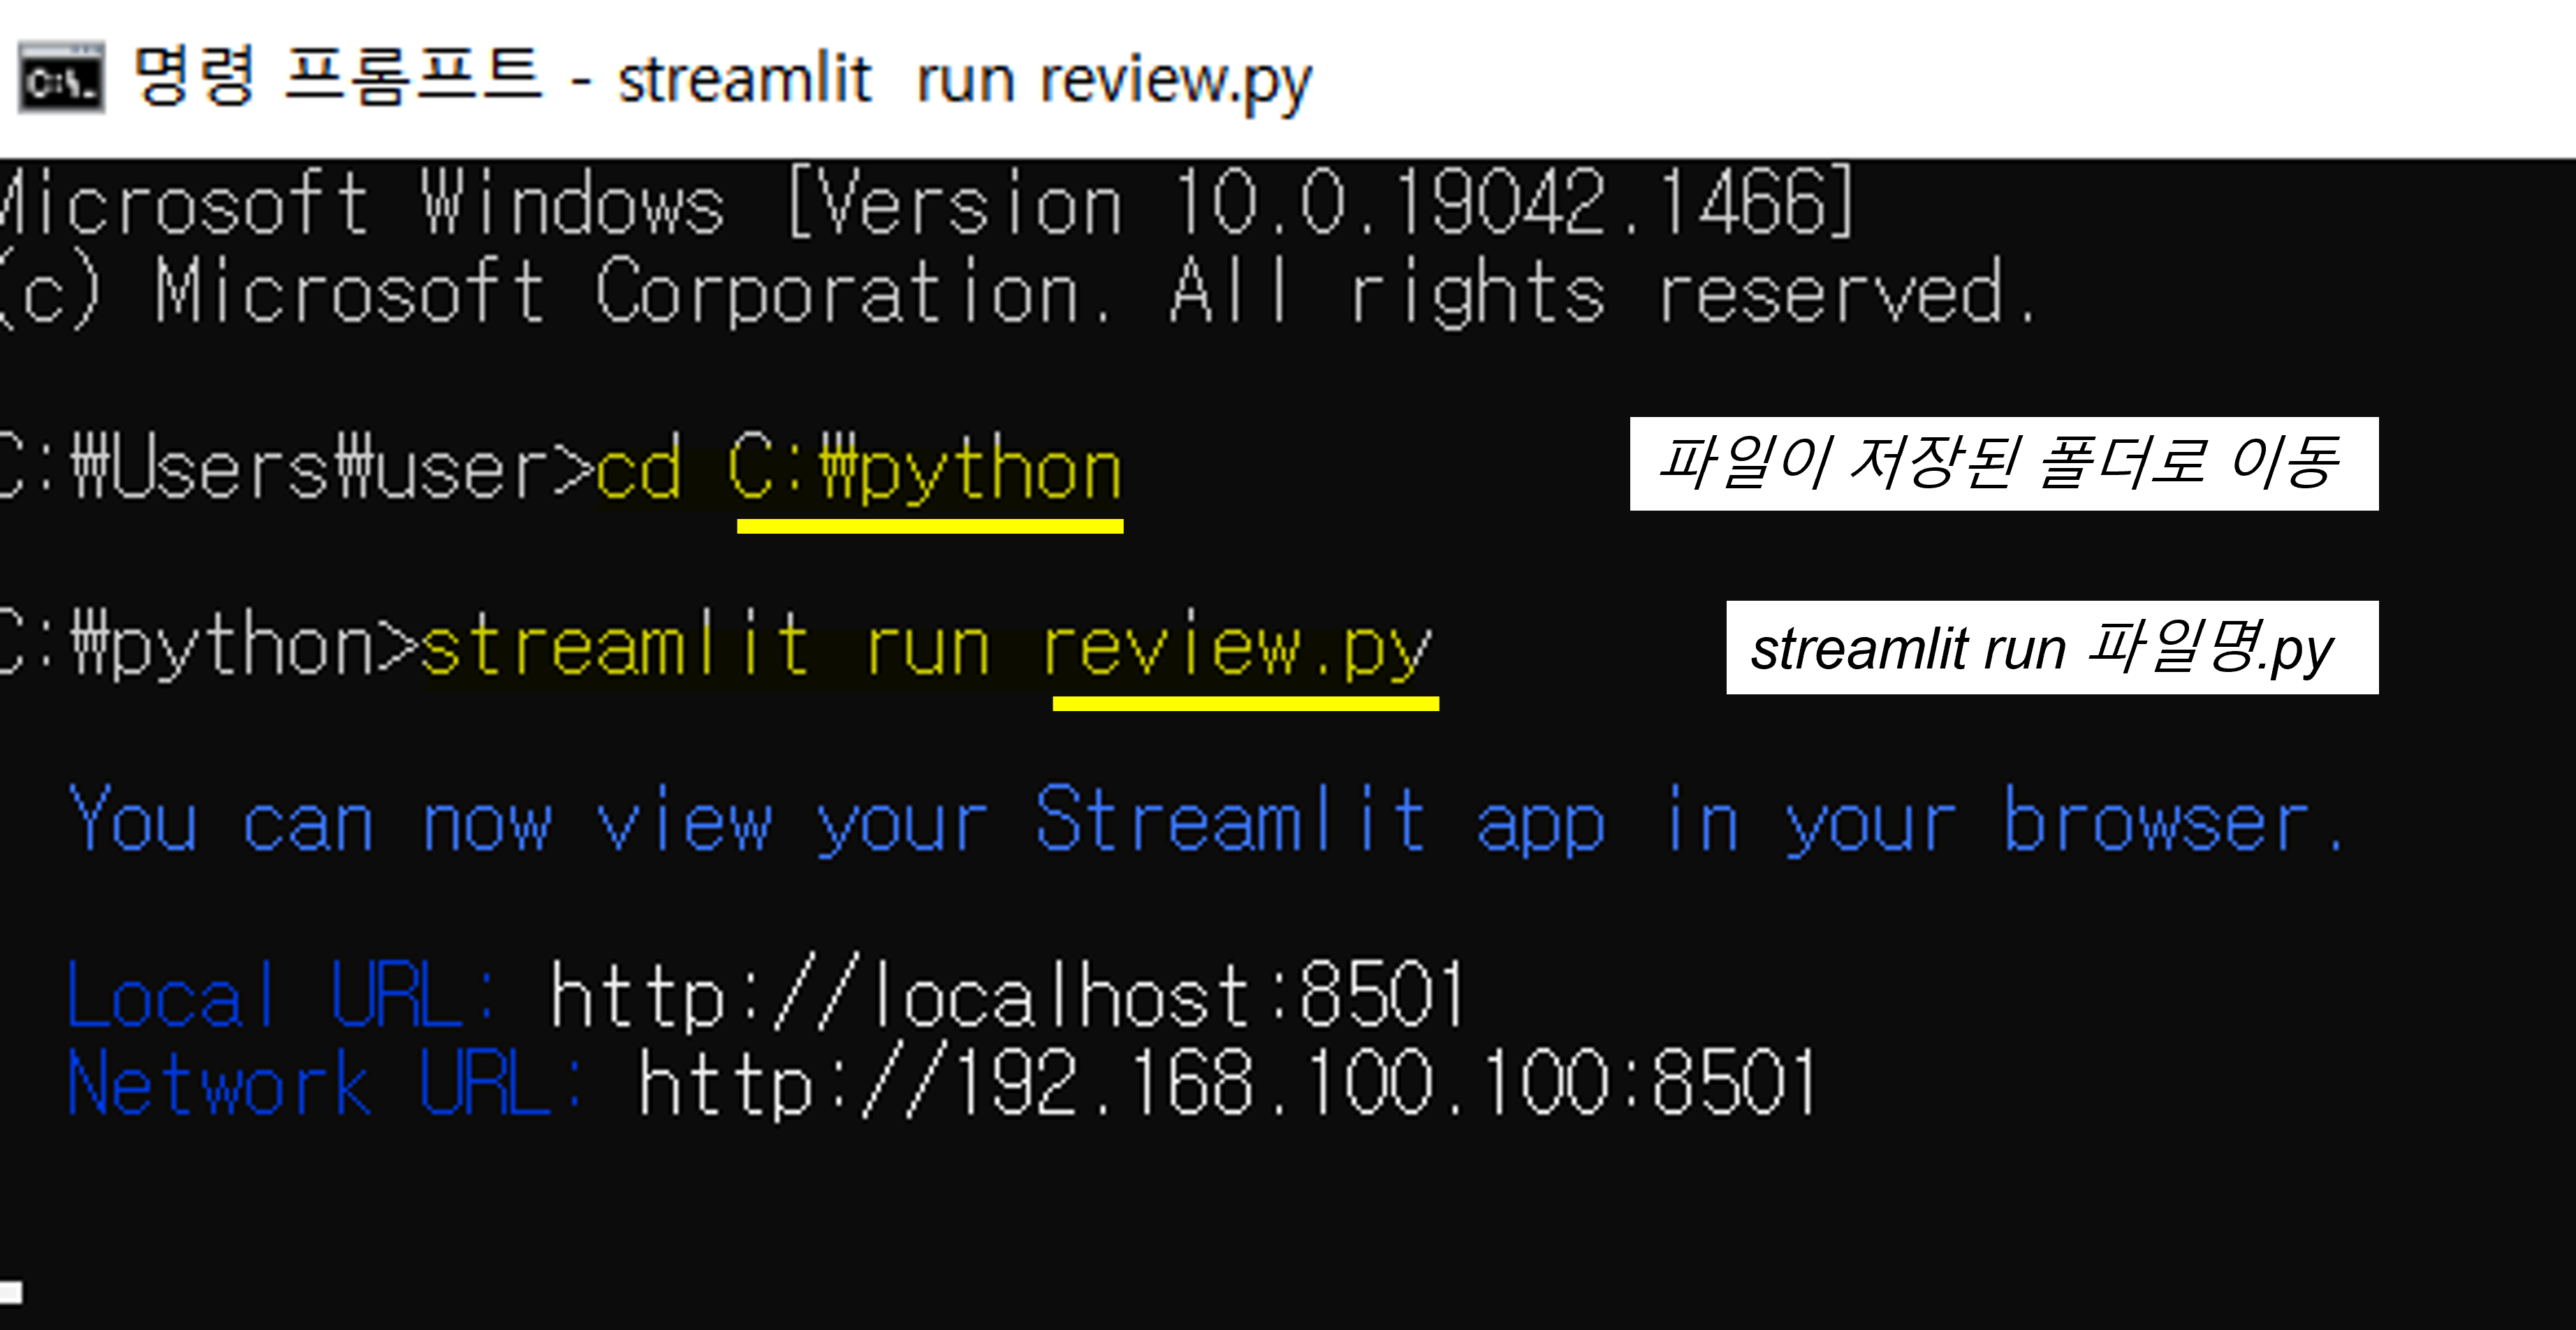 명령 프롬프트 - streamlit  run review.py
Microsoft Windows [Version 10.0.19042.1466]
(c) Microsoft Corporation. All rights reserved.
C:₩Users₩user>cd C:₩python
파일이 저장된 폴더로 이동
C:₩python>streamlit run review.py
streamlit run 파일명.py
You can now view your Streamlit app in your browser.
Local URL: http://localhost:8501
Network URL: http://192.168.100.100:8501